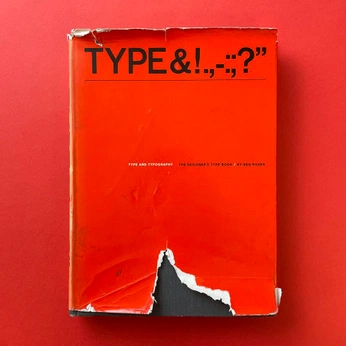 TYPE&!.,-:;?”
TYPE AND TYPOGRAPHY THE DESIGNER'S TYPE BOOK BY BEN ROSEN